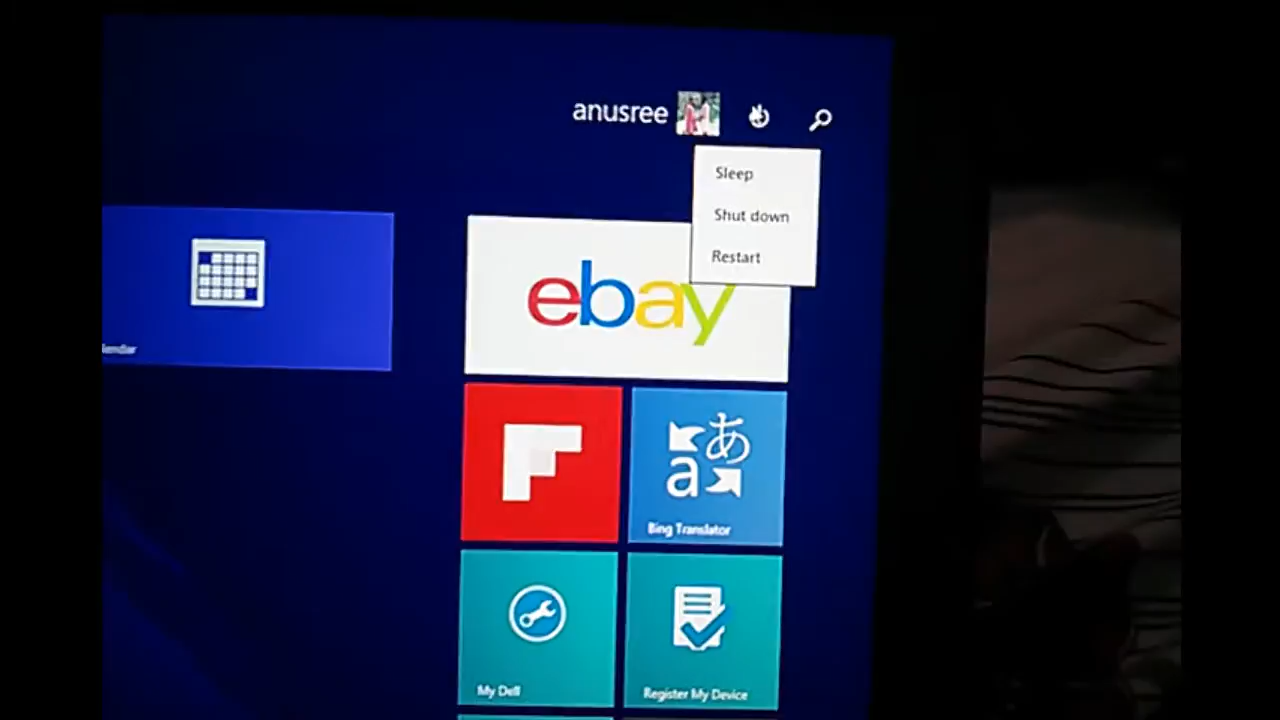 anusree
Sleep
Shut down
Restart
ebay
あ
a
Bing Translator
My Dell
Register My Device